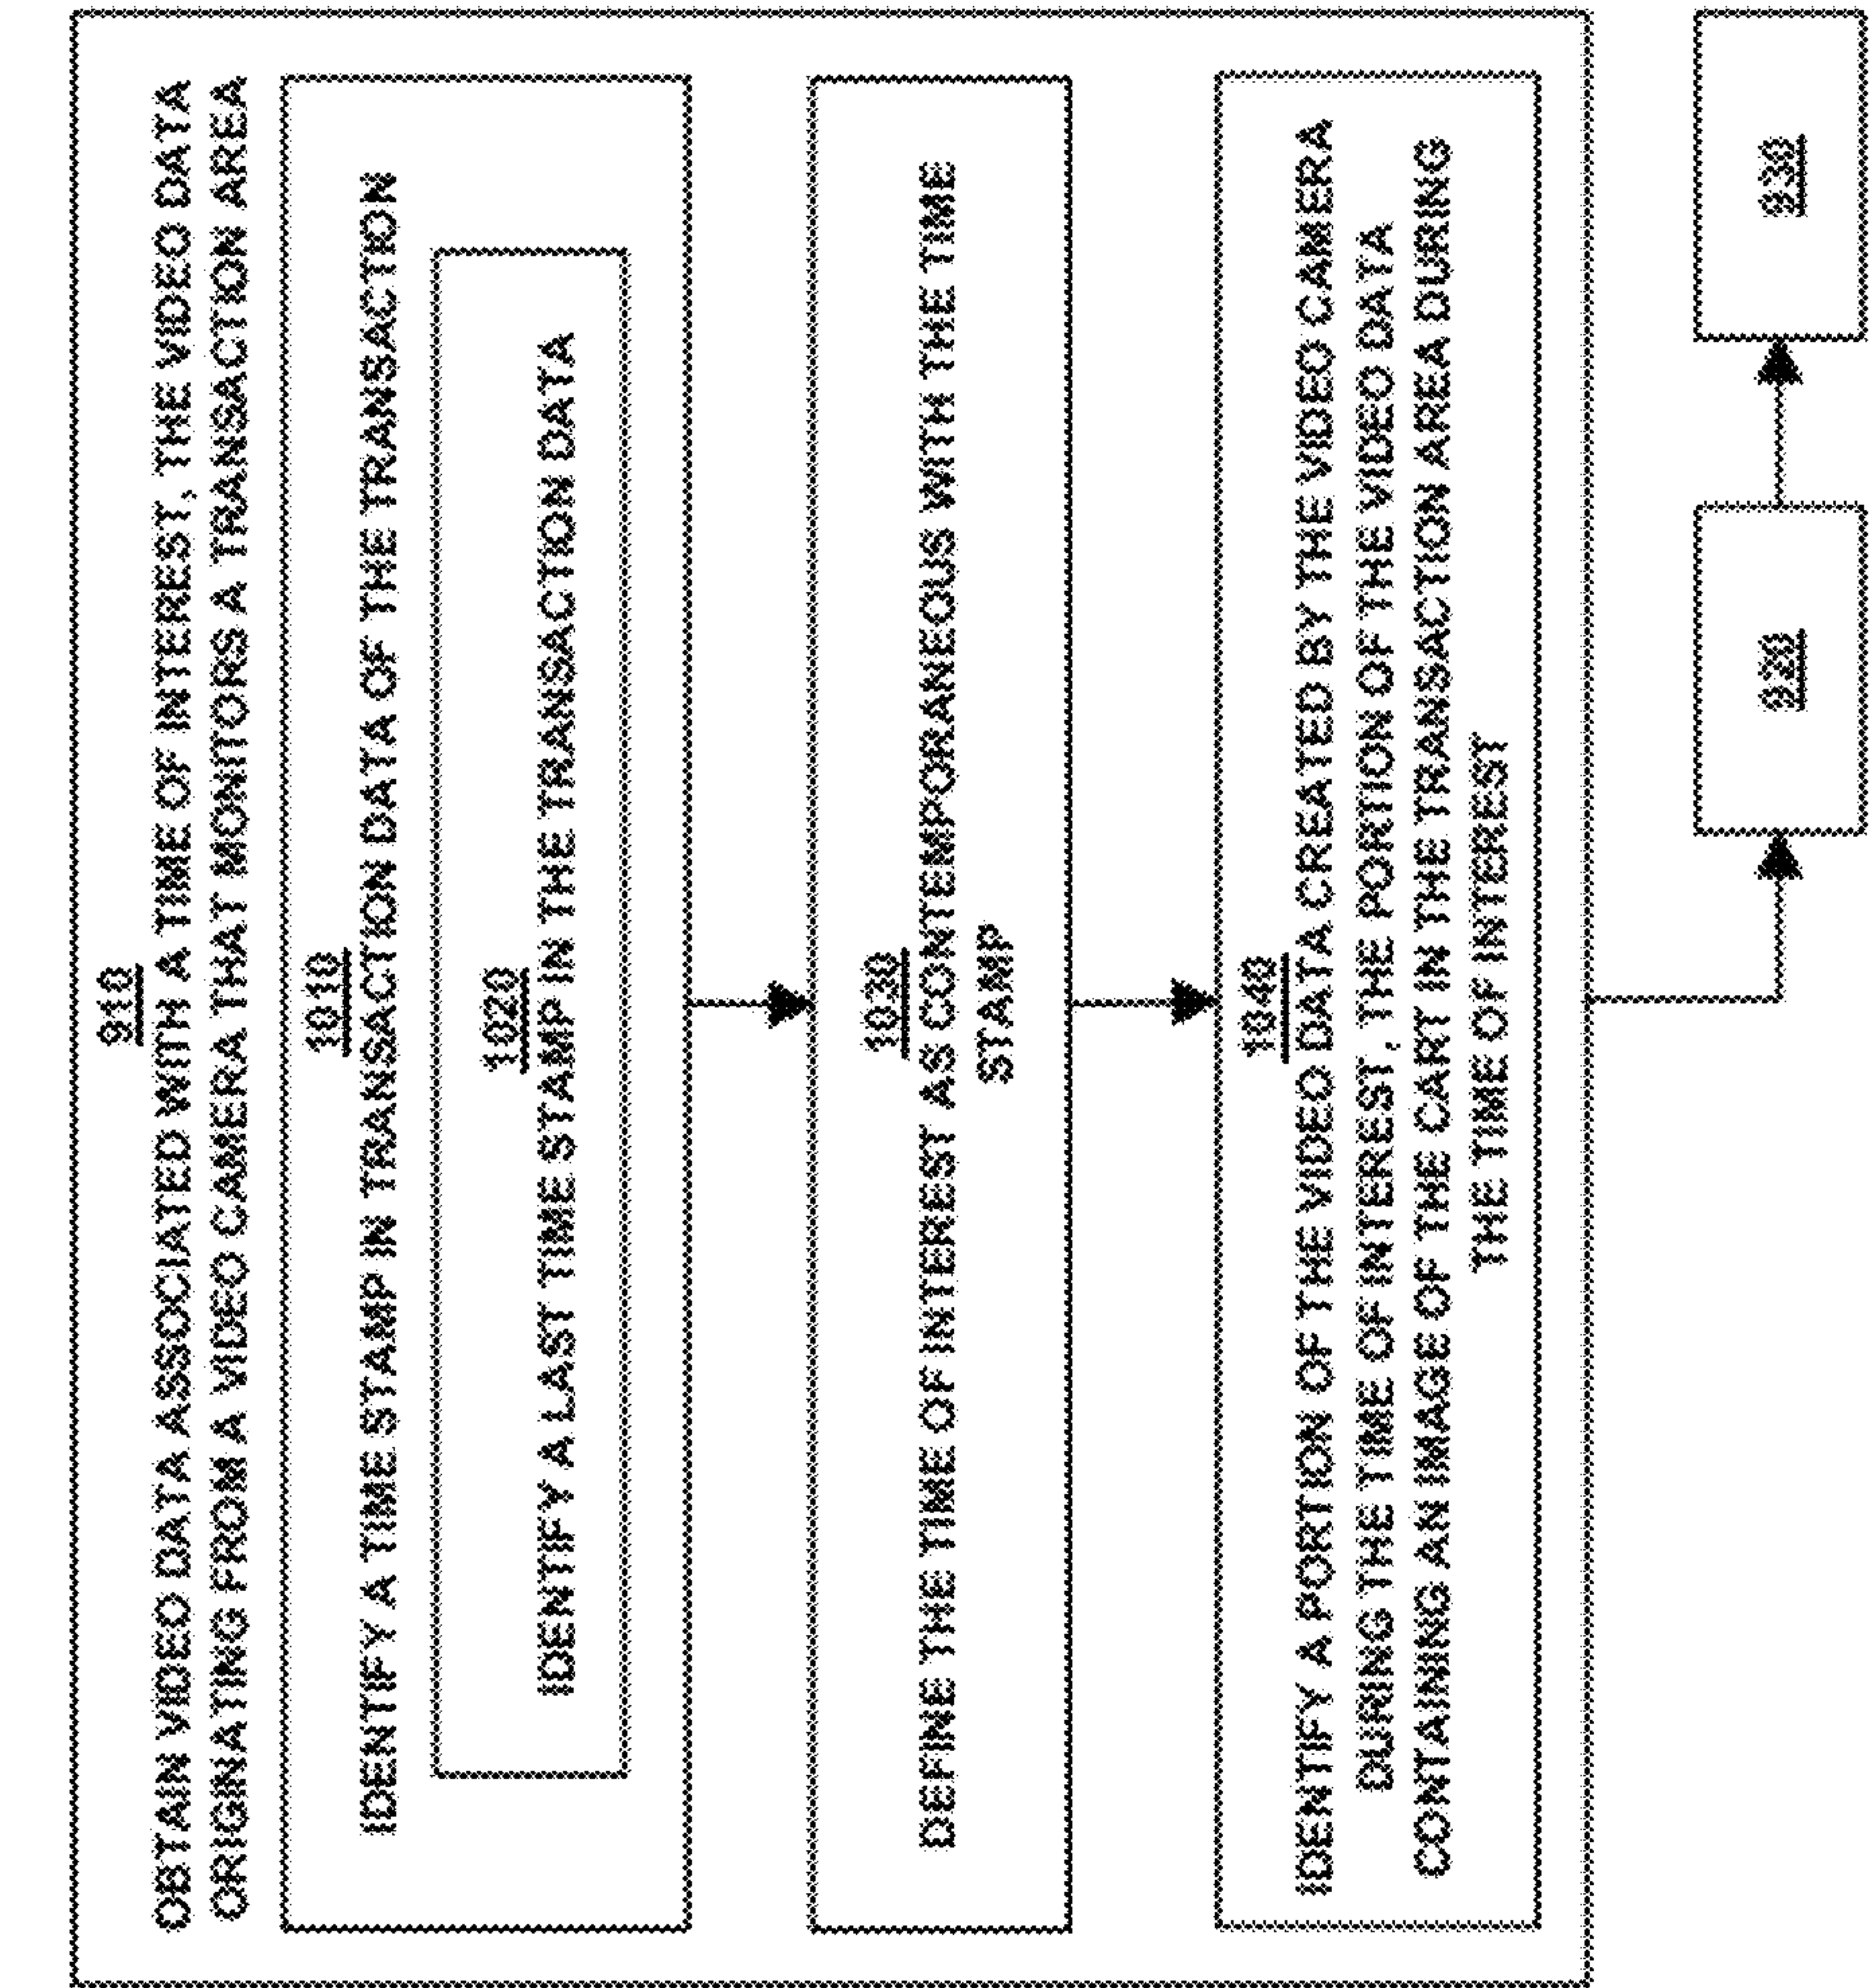 910
OBTAIN VIDEO DATA ASSOCIATED WITH A TIME OF INTEREST, THE VIDEO DATA
ORIGINATING FROM A VIDEO CAMERA THAT MONITORS A TRANSACTION AREA
1010
IDENTIFY A TIME STAMP IN TRANSACTION DATA OF THE TRANSACTION
1020
IDENTIFY A LAST TIME STAMP IN THE TRANSACTION DATA
1030
DEFINE THE TIME OF INTEREST AS CONTEMPORANEOUS WITH THE TIME
STAMP
1040
IDENTIFY A PORTION OF THE VIDEO DATA CREATED BY THE VIDEO CAMERA
DURING THE TIME OF INTEREST, THE PORTION OF THE VIDEO DATA
CONTAINING AN IMAGE OF THE CART IN THE TRANSACTION AREA DURING
THE TIME OF INTEREST
920
930